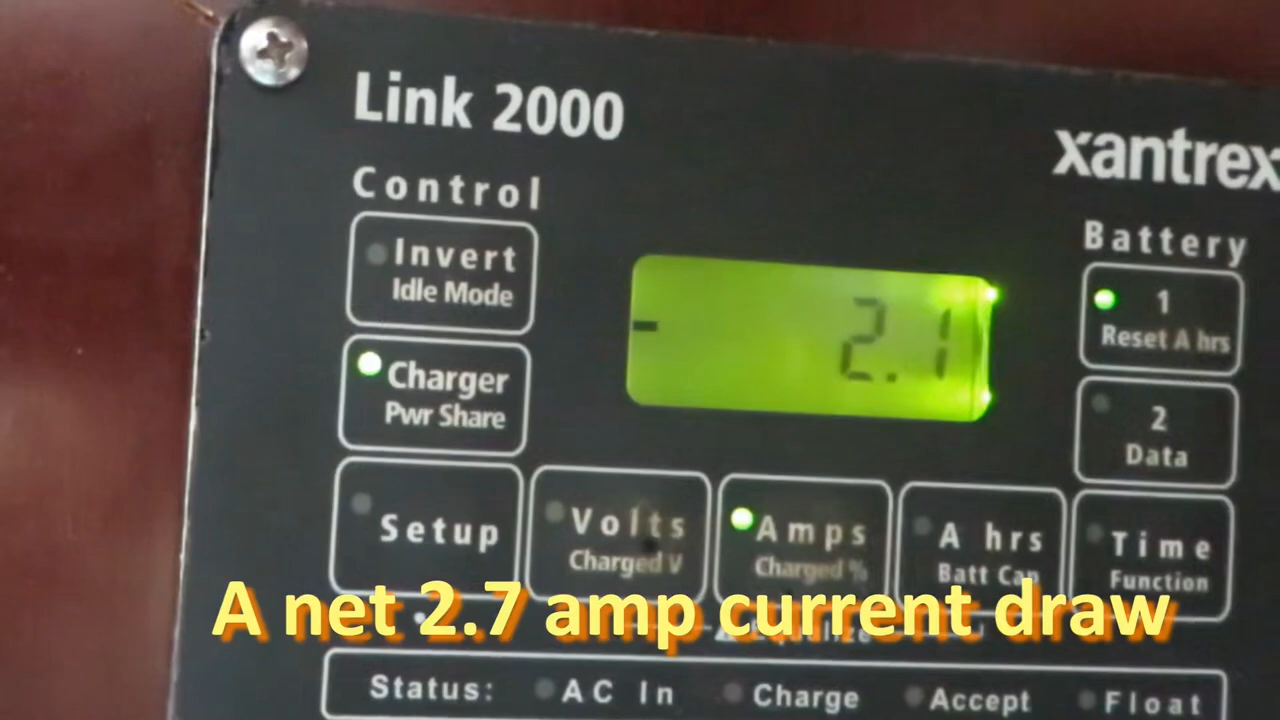 Link 2000
xantrex
Control
Battery
Invert
Idle Mode
- 2.1
1
Reset A hrs
Charger
Pwr Share
2
Data
Setup
Volts
Charged V
Amps
Charged %
A hrs
Batt Cap
Time
Function
A net 2.7 amp current draw
Status: AC In Charge Accept Float